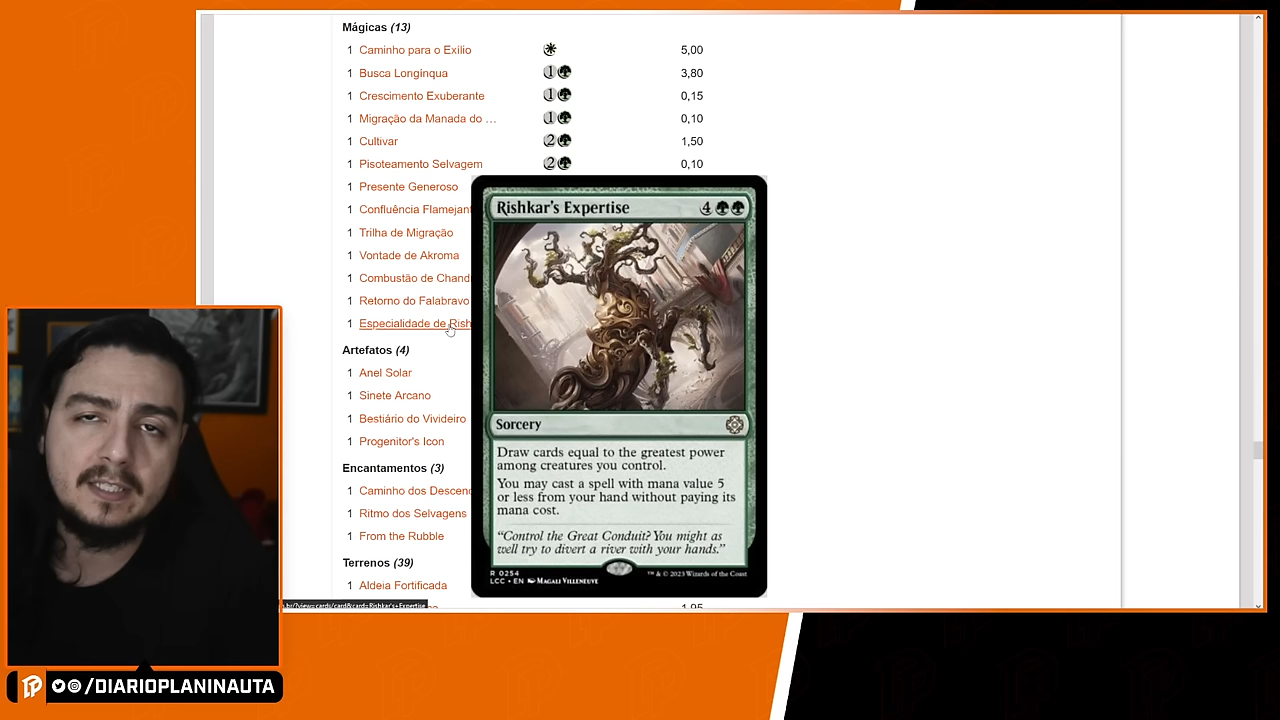 Mágicas (13)
1 Caminho para o Exílio 5,00
1 Busca Longínqua 1 3,80
1 Crescimento Exuberante 1 0,15
1 Migração da Manada do … 1 0,10
1 Cultivar 2 1,50
1 Pisoteamento Selvagem 2 0,10
1 Presente Generoso
1 Confluência Flamejant
1 Trilha de Migração
1 Vontade de Akroma
1 Combustão de Chand
1 Retorno do Falabravo
1 Especialidade de Rish
Artefatos (4)
1 Anel Solar
1 Sinete Arcano
1 Bestiário do Vivideiro
1 Progenitor's Icon
Encantamentos (3)
1 Caminho dos Descend
1 Ritmo dos Selvagens
1 From the Rubble
Terrenos (39)
1 Aldeia Fortificada
1,95
Rishkar's Expertise 4
Sorcery
Draw cards equal to the greatest power
among creatures you control.
You may cast a spell with mana value 5
or less from your hand without paying its
mana cost.
“Control the Great Conduit? You might as
well try to divert a river with your hands.”
R 0254
LCC • EN Magali Villeneuve
™ & © 2023 Wizards of the Coast
/DIARIOPLANINAUTA